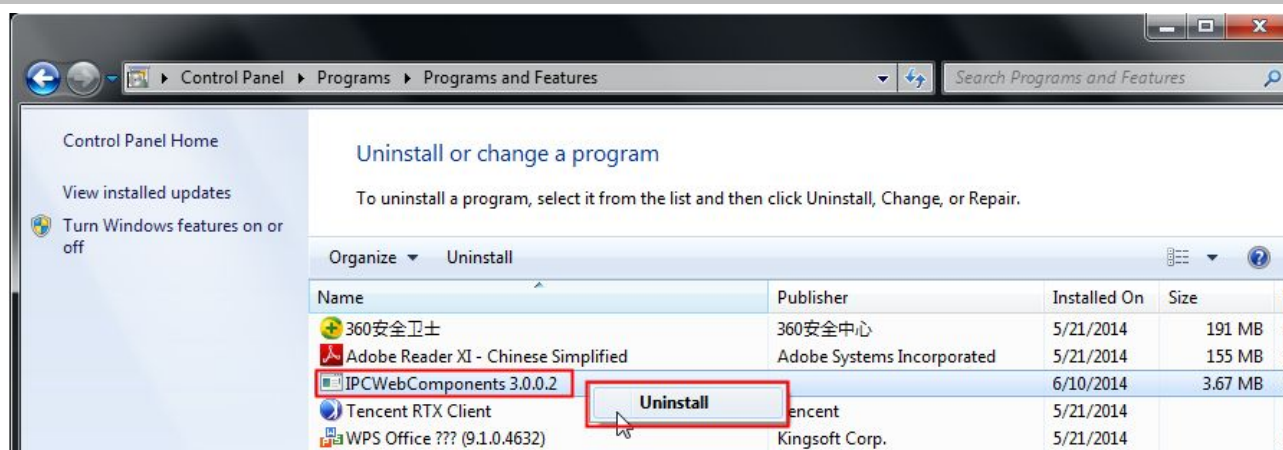 Control Panel ▸ Programs ▸ Programs and Features
Search Programs and Features
Control Panel Home
View installed updates
Turn Windows features on or
off
Uninstall or change a program
To uninstall a program, select it from the list and then click Uninstall, Change, or Repair.
Organize Uninstall
Name Publisher Installed On Size
360安全卫士 360安全中心 5/21/2014 191 MB
Adobe Reader XI - Chinese Simplified Adobe Systems Incorporated 5/21/2014 155 MB
IPCWebComponents 3.0.0.2 6/10/2014 3.67 MB
Uninstall
Tencent RTX Client encent 5/21/2014
WPS Office ??? (9.1.0.4632) Kingsoft Corp. 5/21/2014